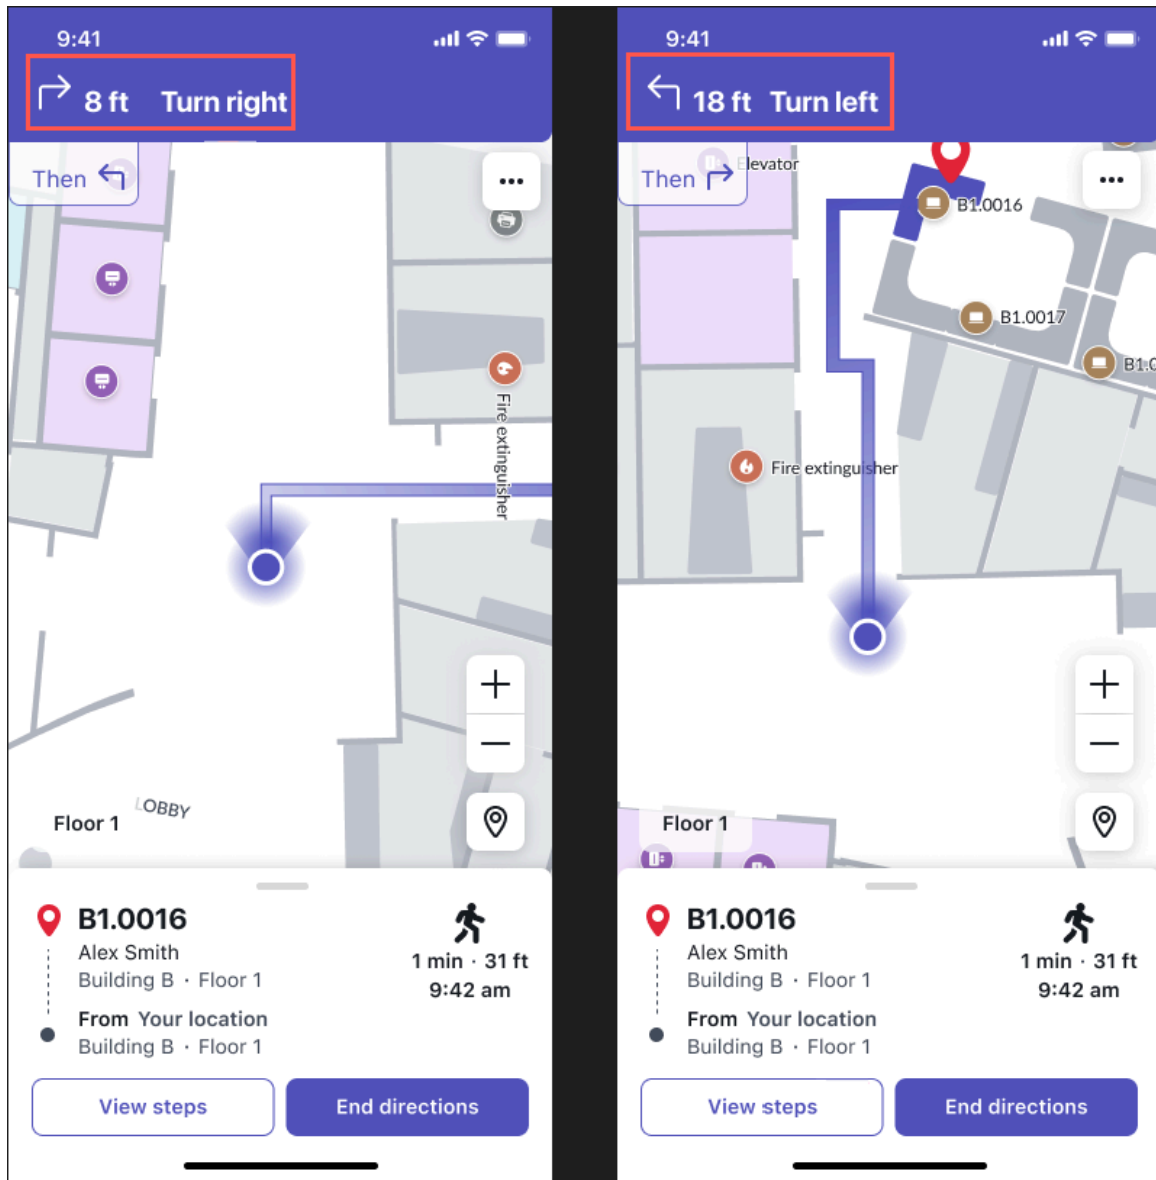 9:41
8 ft Turn right
Then
Fire extinguisher
LOBBY
Floor 1
B1.0016
Alex Smith
Building B · Floor 1
1 min · 31 ft
9:42 am
From Your location
Building B · Floor 1
View steps
End directions
9:41
18 ft Turn left
Then
Elevator
B1.0016
B1.0017
B1.0
Fire extinguisher
Floor 1
B1.0016
Alex Smith
Building B · Floor 1
1 min · 31 ft
9:42 am
From Your location
Building B · Floor 1
View steps
End directions